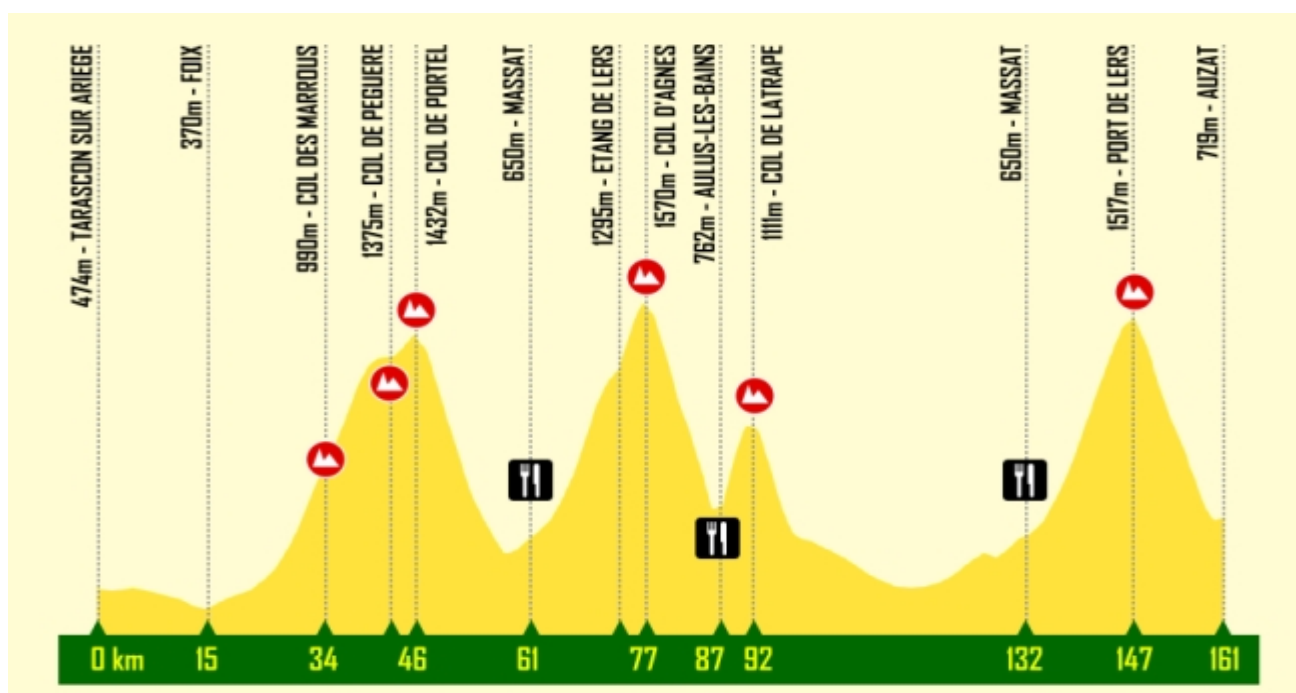 474m - TARASCON SUR ARIEGE
370m - FOIX
990m - COL DES MARROUS
1375m - COL DE PEGUERE
1432m - COL DE PORTEL
650m - MASSAT
1295m - ETANG DE LERS
1570m - COL D'AGNES
762m - AULUS-LES-BAINS
1111m - COL DE LATRAPE
650m - MASSAT
1517m - PORT DE LERS
719m - AUZAT
0 km 15 34 46 61 77 87 92 132 147 161